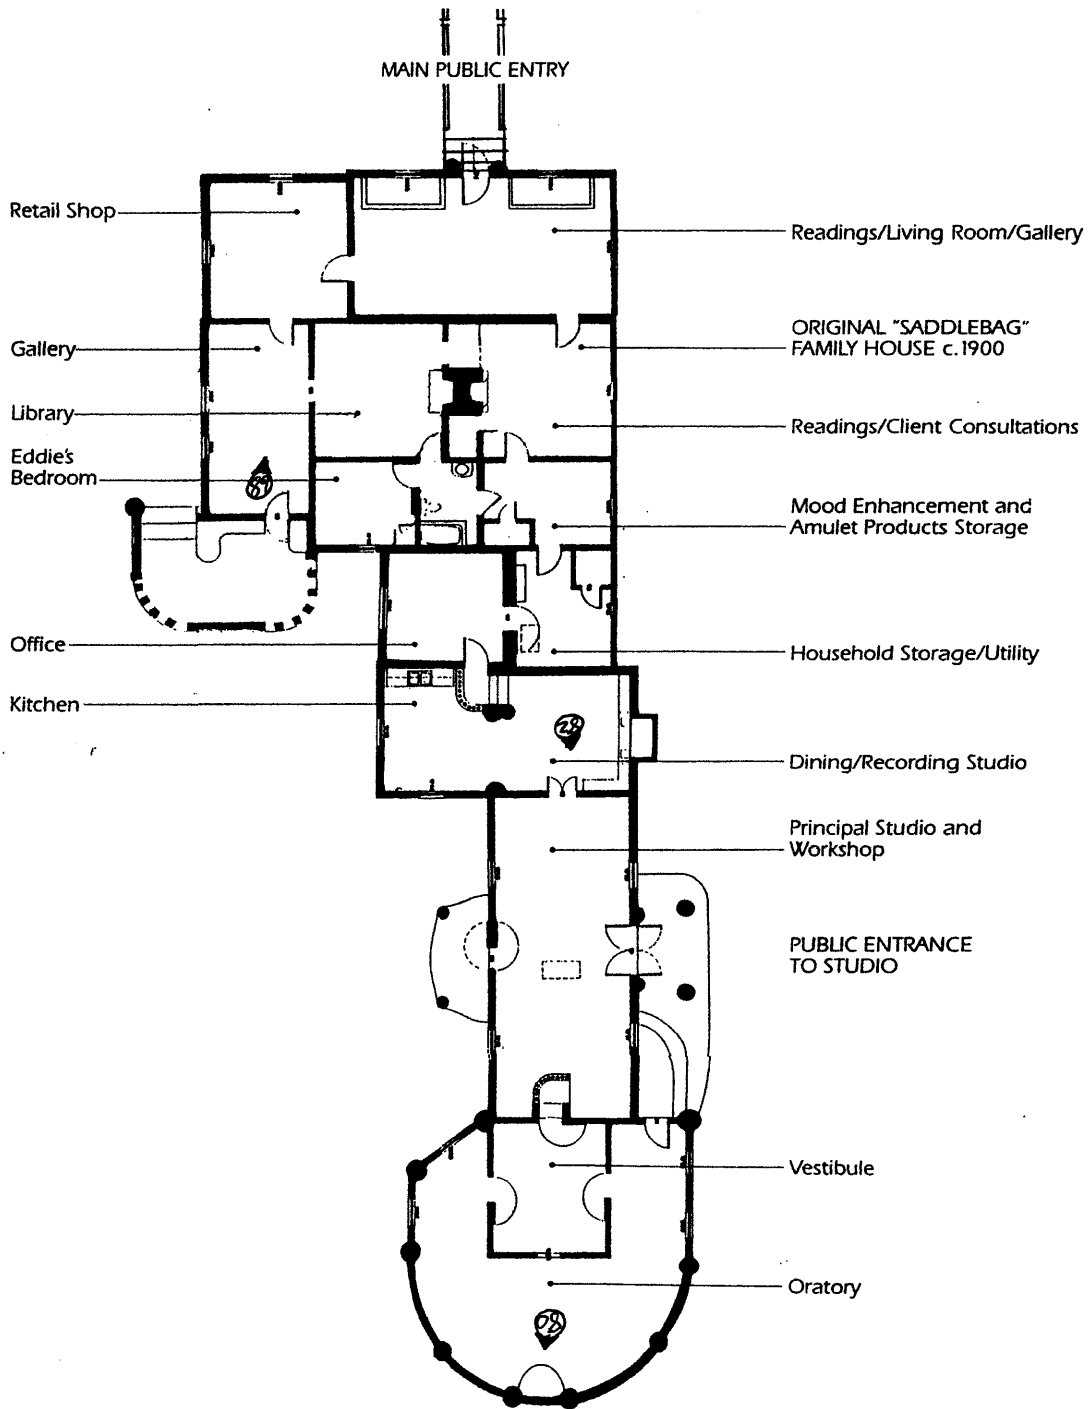 MAIN PUBLIC ENTRY
Retail Shop
Readings/Living Room/Gallery
Gallery
ORIGINAL "SADDLEBAG"
FAMILY HOUSE c.1900
Library
Readings/Client Consultations
Eddie's
Bedroom
Mood Enhancement and
Amulet Products Storage
Office
Household Storage/Utility
Kitchen
Dining/Recording Studio
Principal Studio and
Workshop
PUBLIC ENTRANCE
TO STUDIO
Vestibule
Oratory